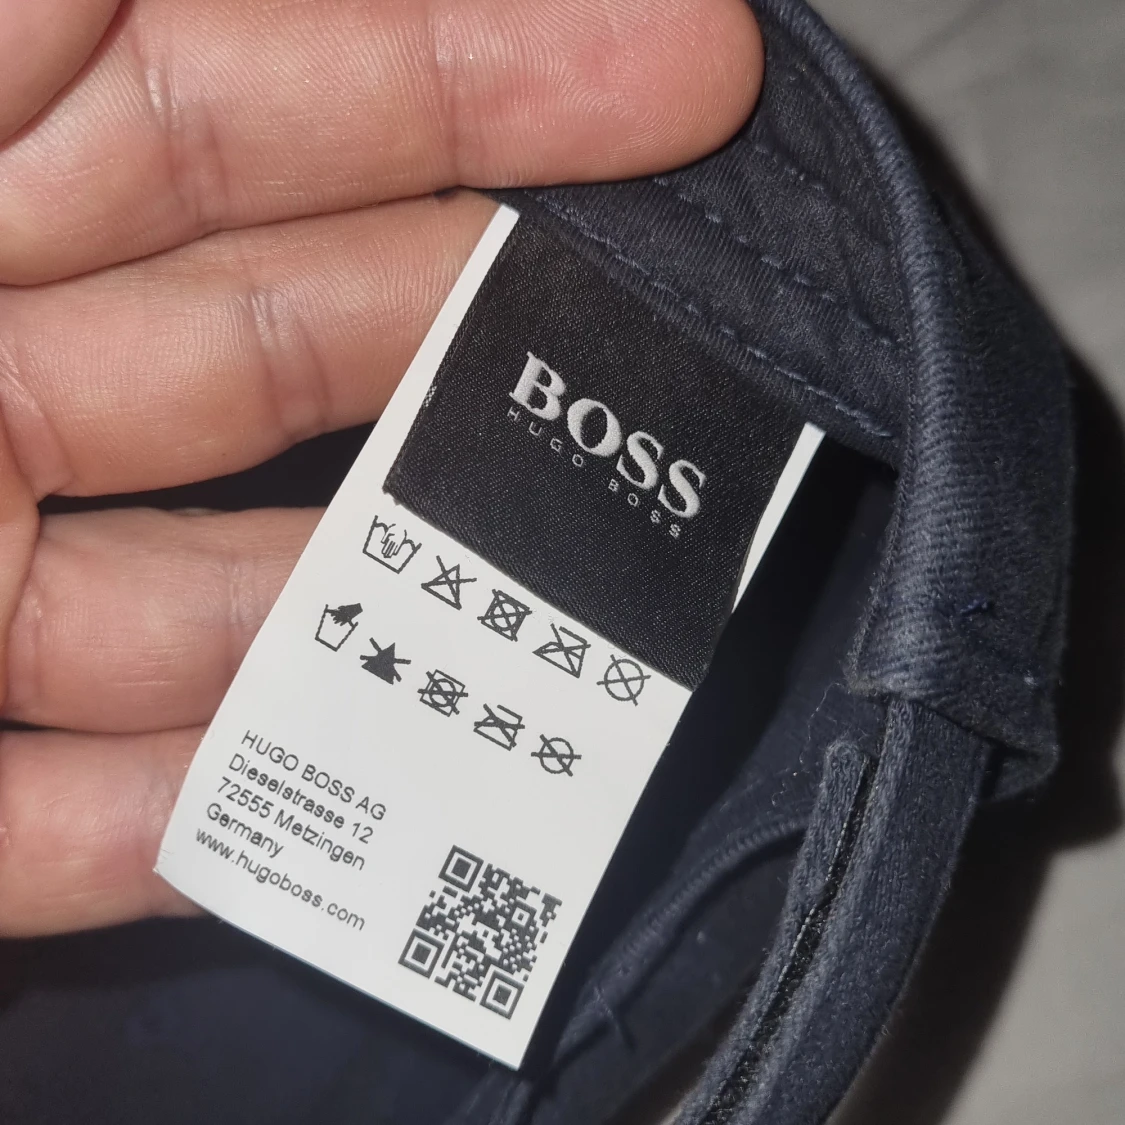 BOSS
HUGO BOSS
HUGO BOSS AG
Dieselstrasse 12
72555 Metzingen
Germany
www.hugoboss.com